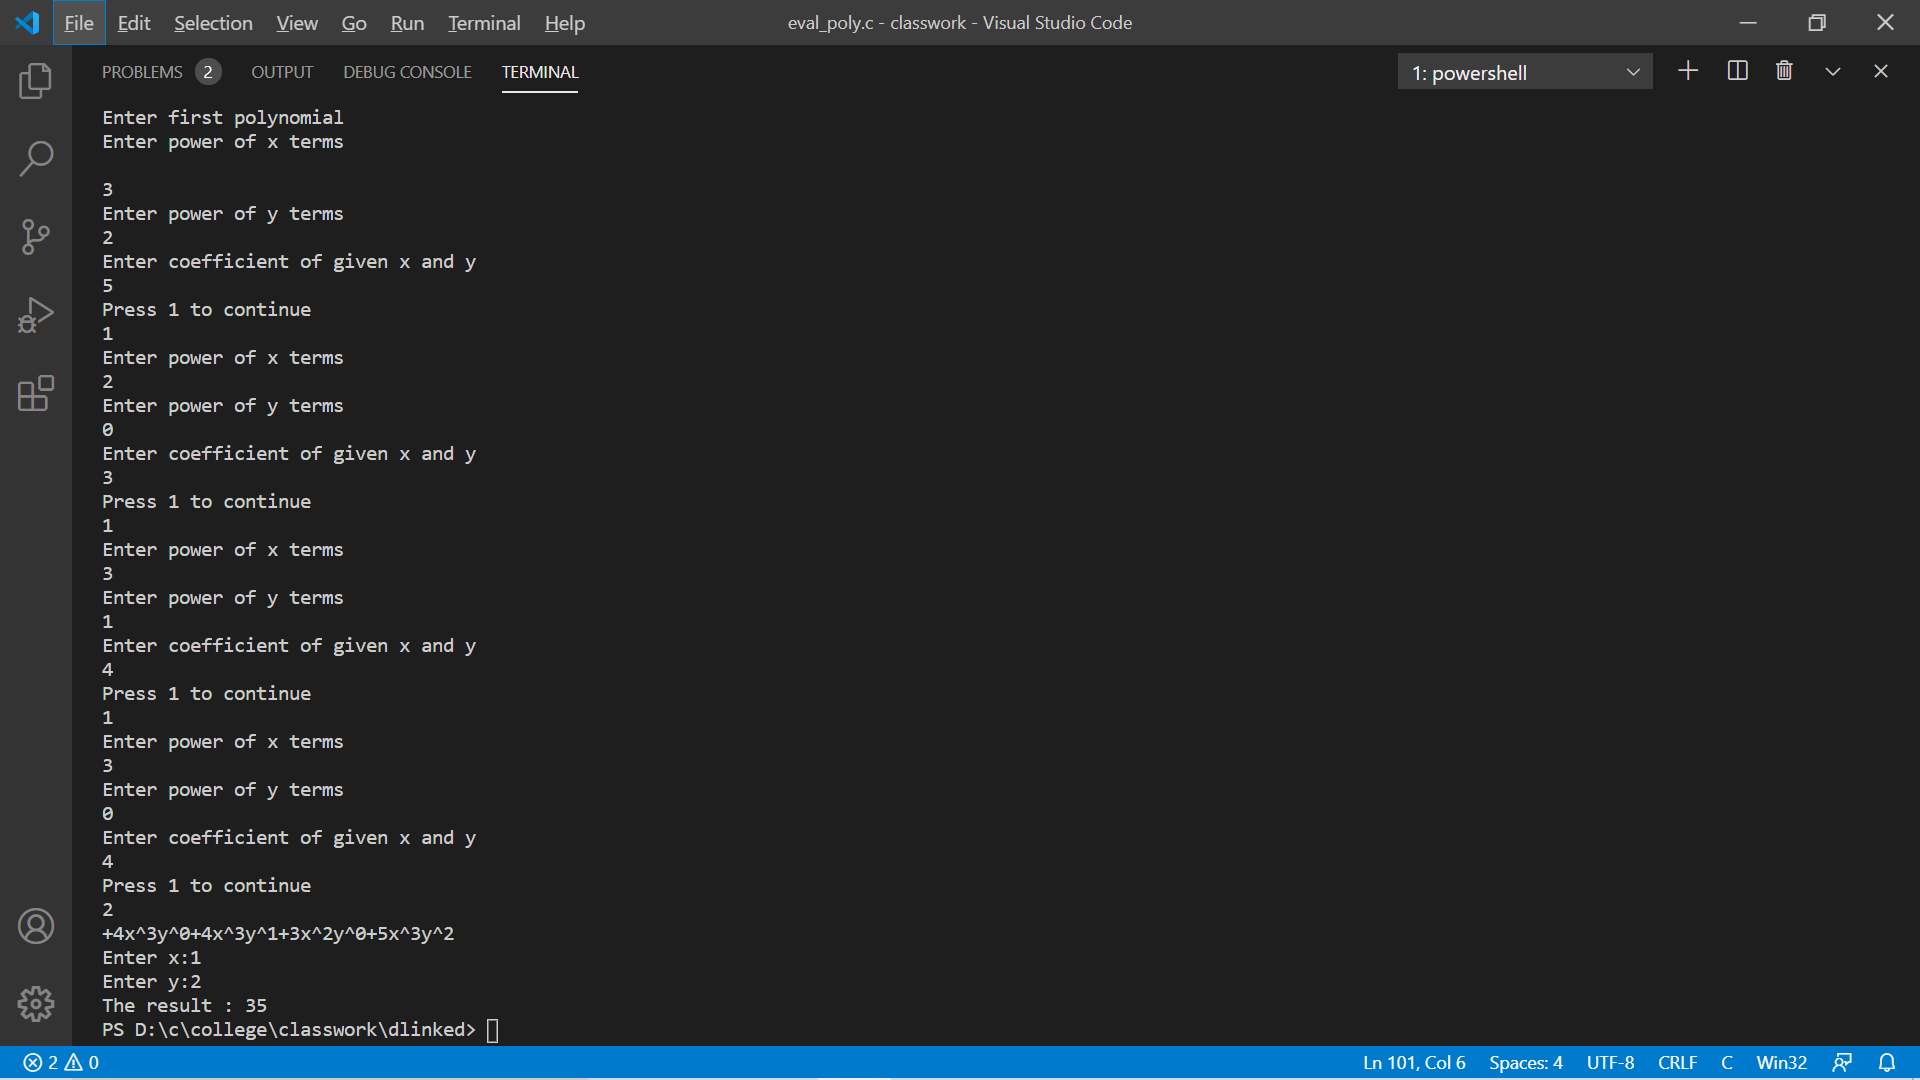 File Edit Selection View Go Run Terminal Help eval_poly.c - classwork - Visual Studio Code
PROBLEMS 2 OUTPUT DEBUG CONSOLE TERMINAL 1: powershell
Enter first polynomial
Enter power of x terms
3
Enter power of y terms
2
Enter coefficient of given x and y
5
Press 1 to continue
1
Enter power of x terms
2
Enter power of y terms
0
Enter coefficient of given x and y
3
Press 1 to continue
1
Enter power of x terms
3
Enter power of y terms
1
Enter coefficient of given x and y
4
Press 1 to continue
1
Enter power of x terms
3
Enter power of y terms
0
Enter coefficient of given x and y
4
Press 1 to continue
2
+4x^3y^0+4x^3y^1+3x^2y^0+5x^3y^2
Enter x:1
Enter y:2
The result : 35
PS D:\c\college\classwork\dlinked>
2 0 Ln 101, Col 6 Spaces: 4 UTF-8 CRLF C Win32